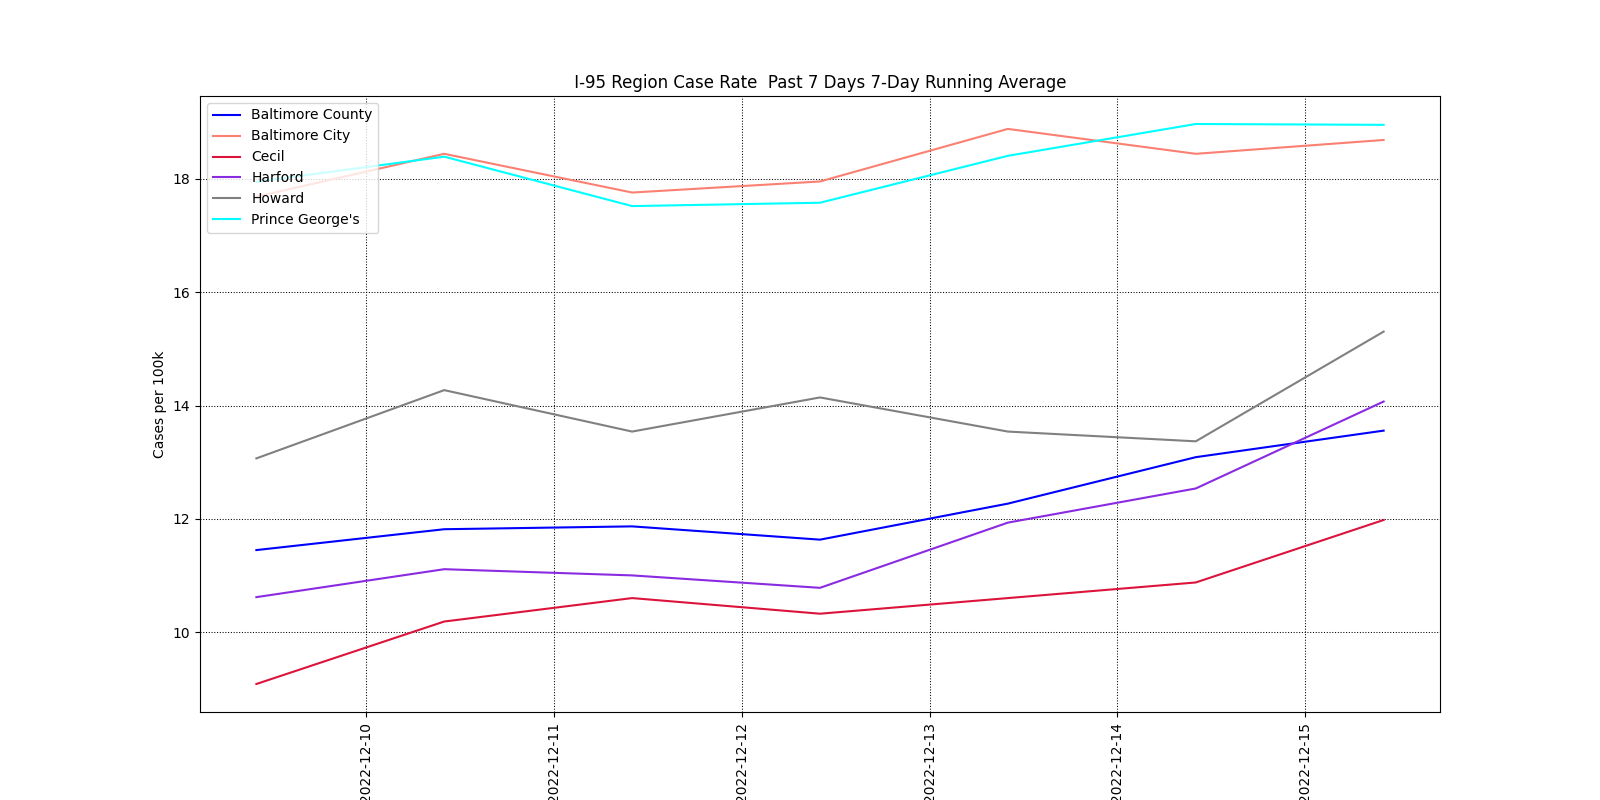 I-95 Region Case Rate  Past 7 Days 7-Day Running Average
Baltimore County
Baltimore City
Cecil
Harford
Howard
Prince George's
Cases per 100k
18
16
14
12
10
2022-12-10
2022-12-11
2022-12-12
2022-12-13
2022-12-14
2022-12-15